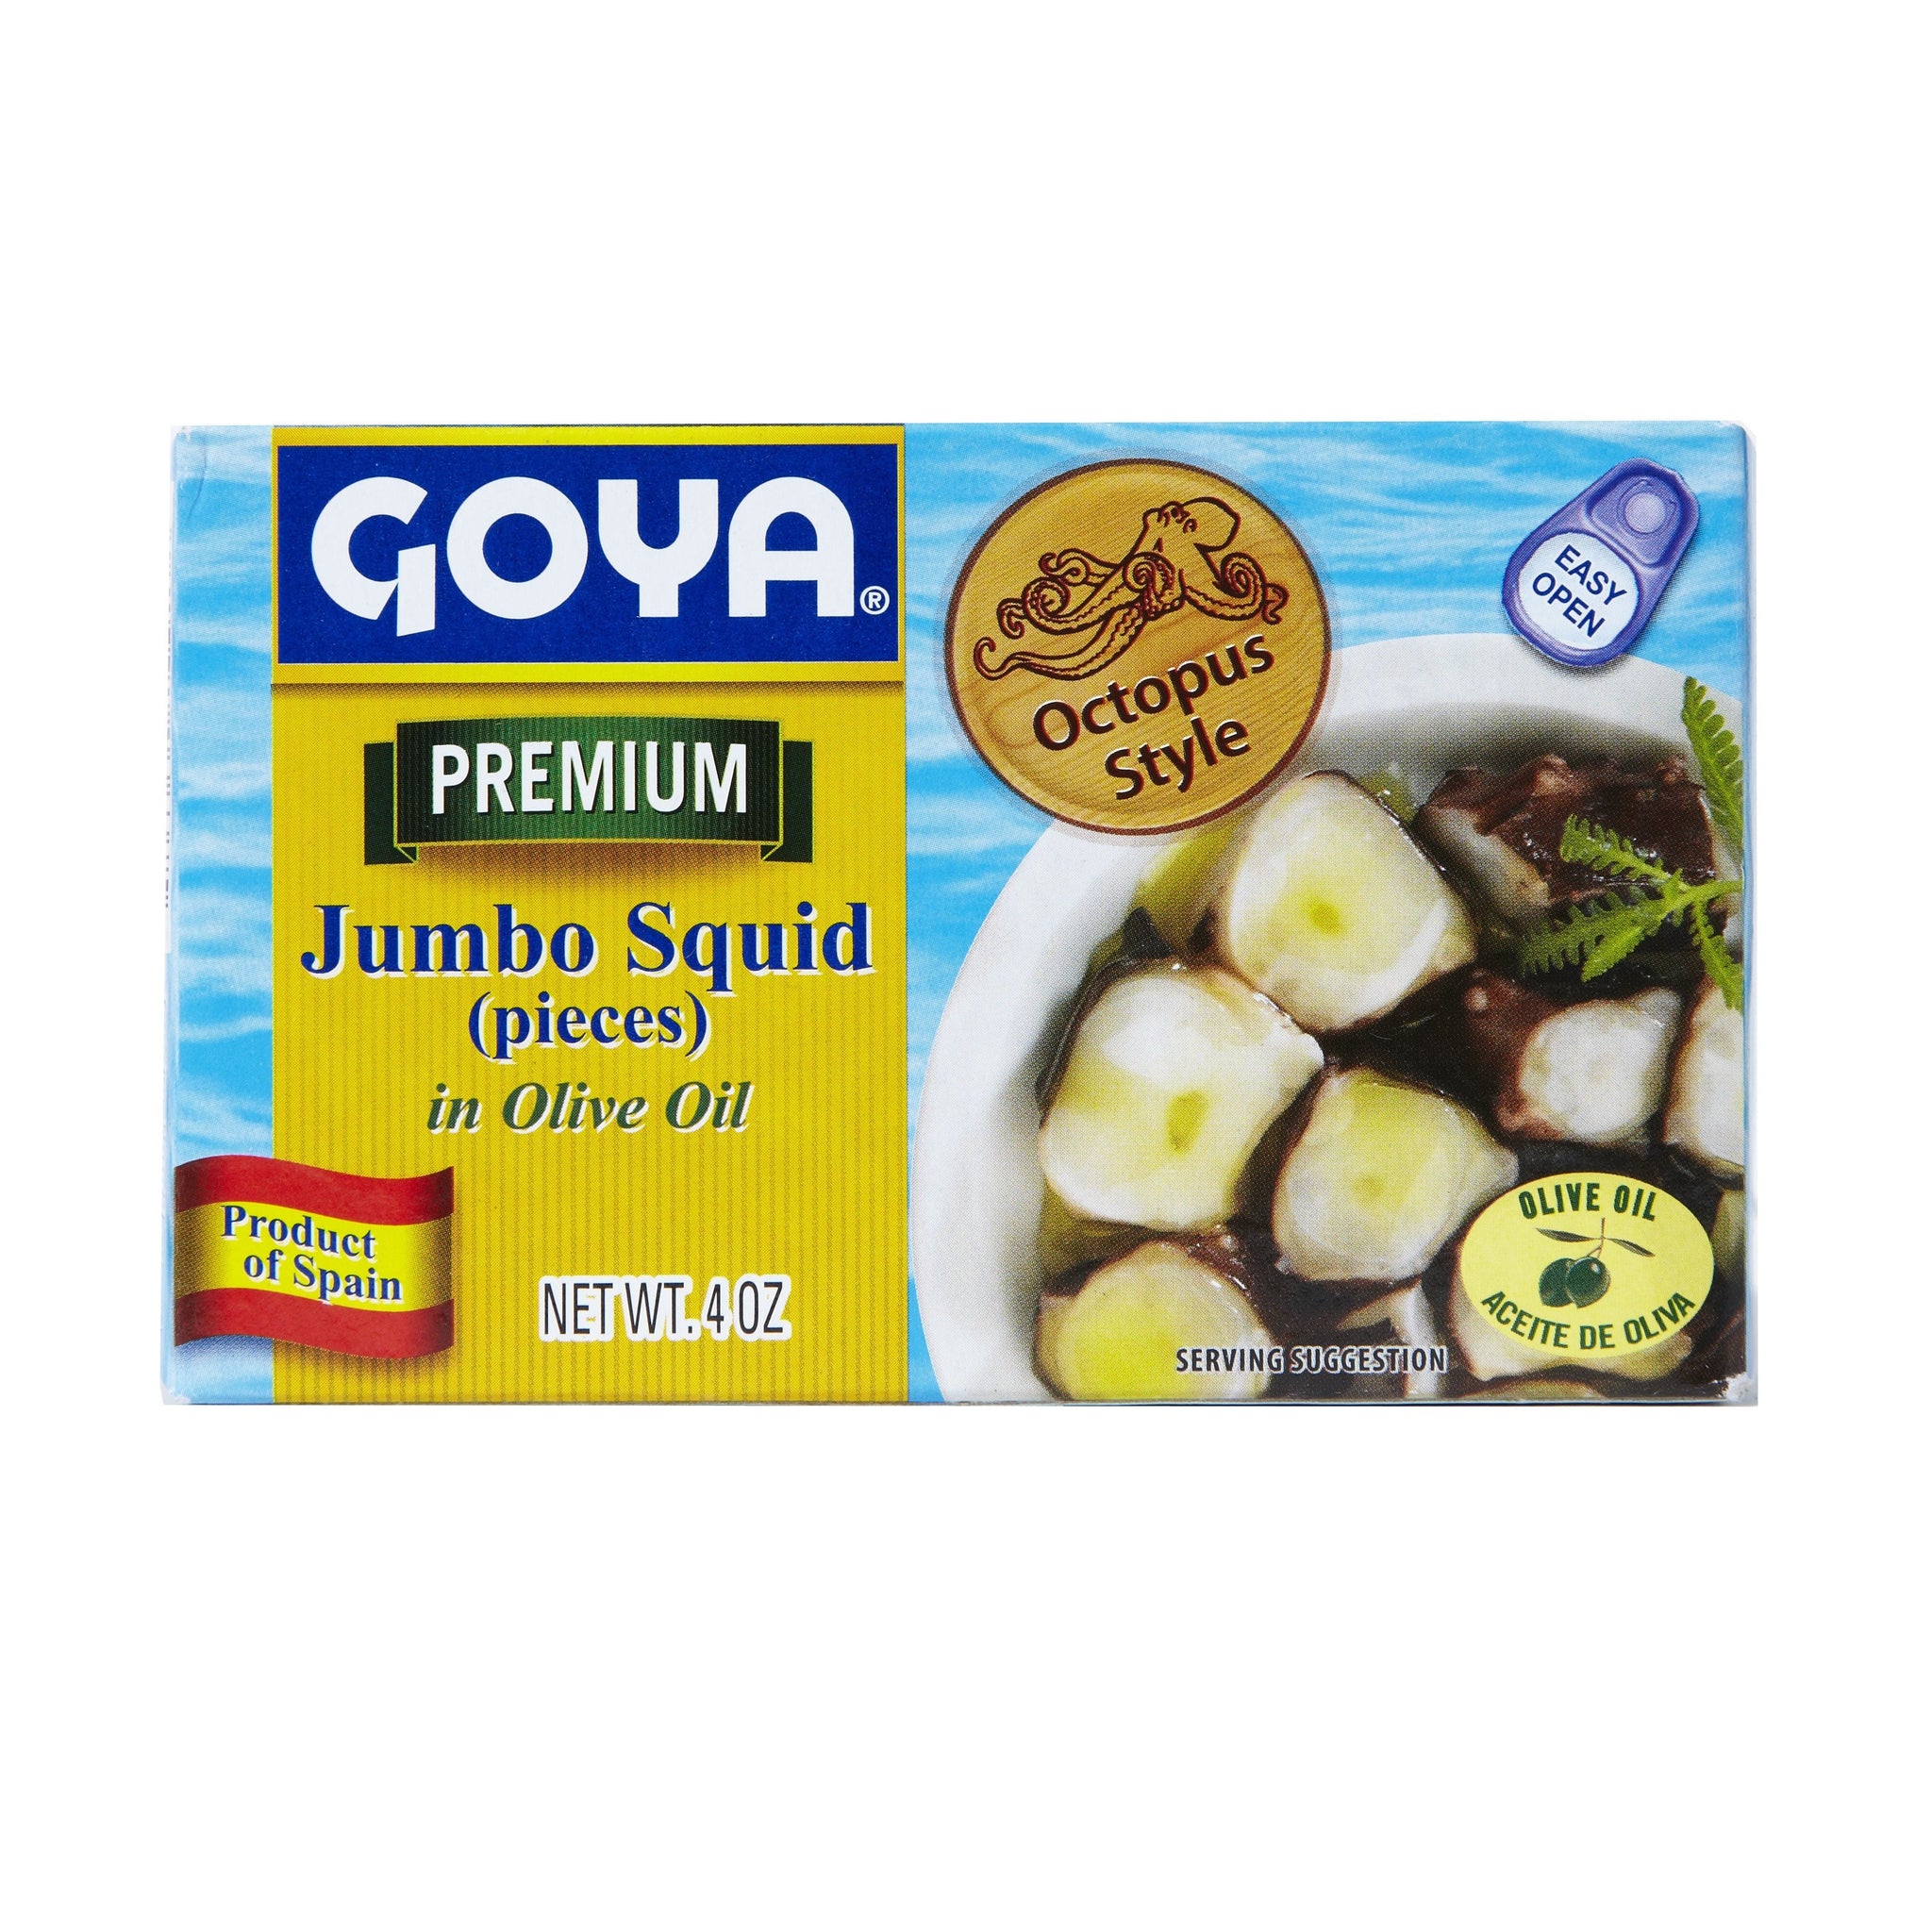 GOYA®
PREMIUM
Jumbo Squid
(pieces)
in Olive Oil
Product
of Spain
NET WT. 4 OZ
Octopus
Style
EASY
OPEN
OLIVE OIL
ACEITE DE OLIVA
SERVING SUGGESTION